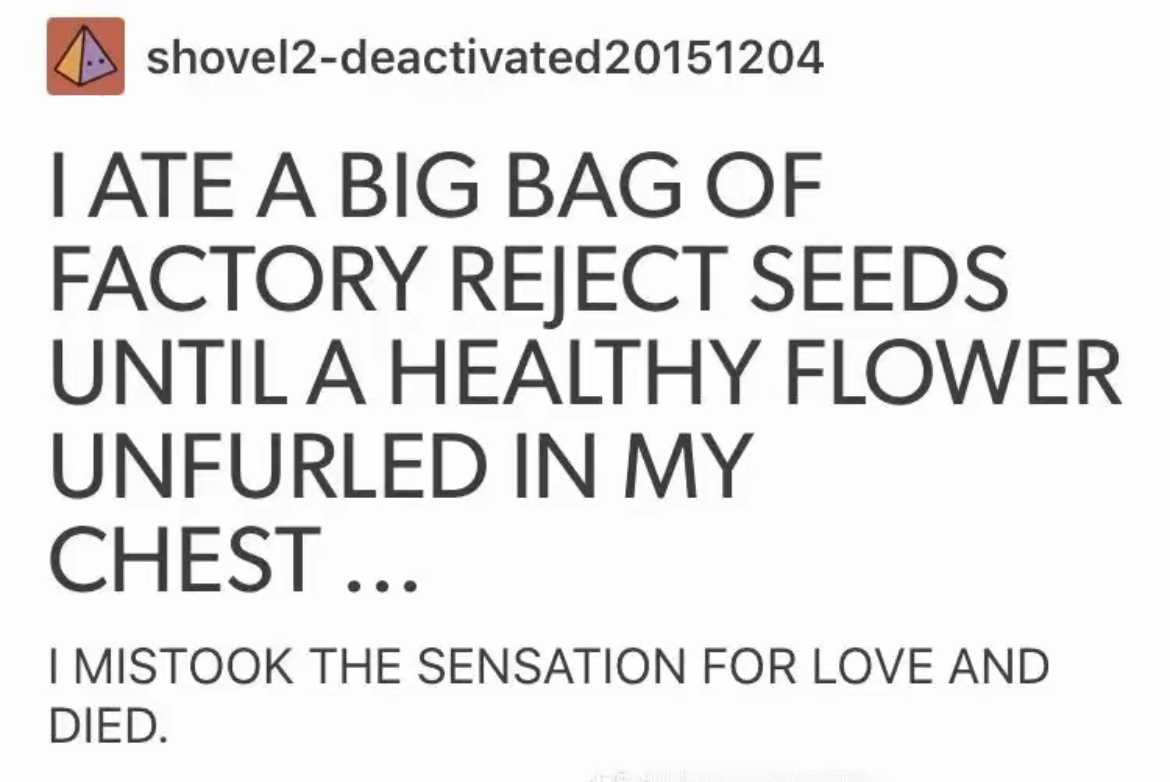 shovel2-deactivated20151204
I ATE A BIG BAG OF
FACTORY REJECT SEEDS
UNTIL A HEALTHY FLOWER
UNFURLED IN MY
CHEST ...
I MISTOOK THE SENSATION FOR LOVE AND
DIED.